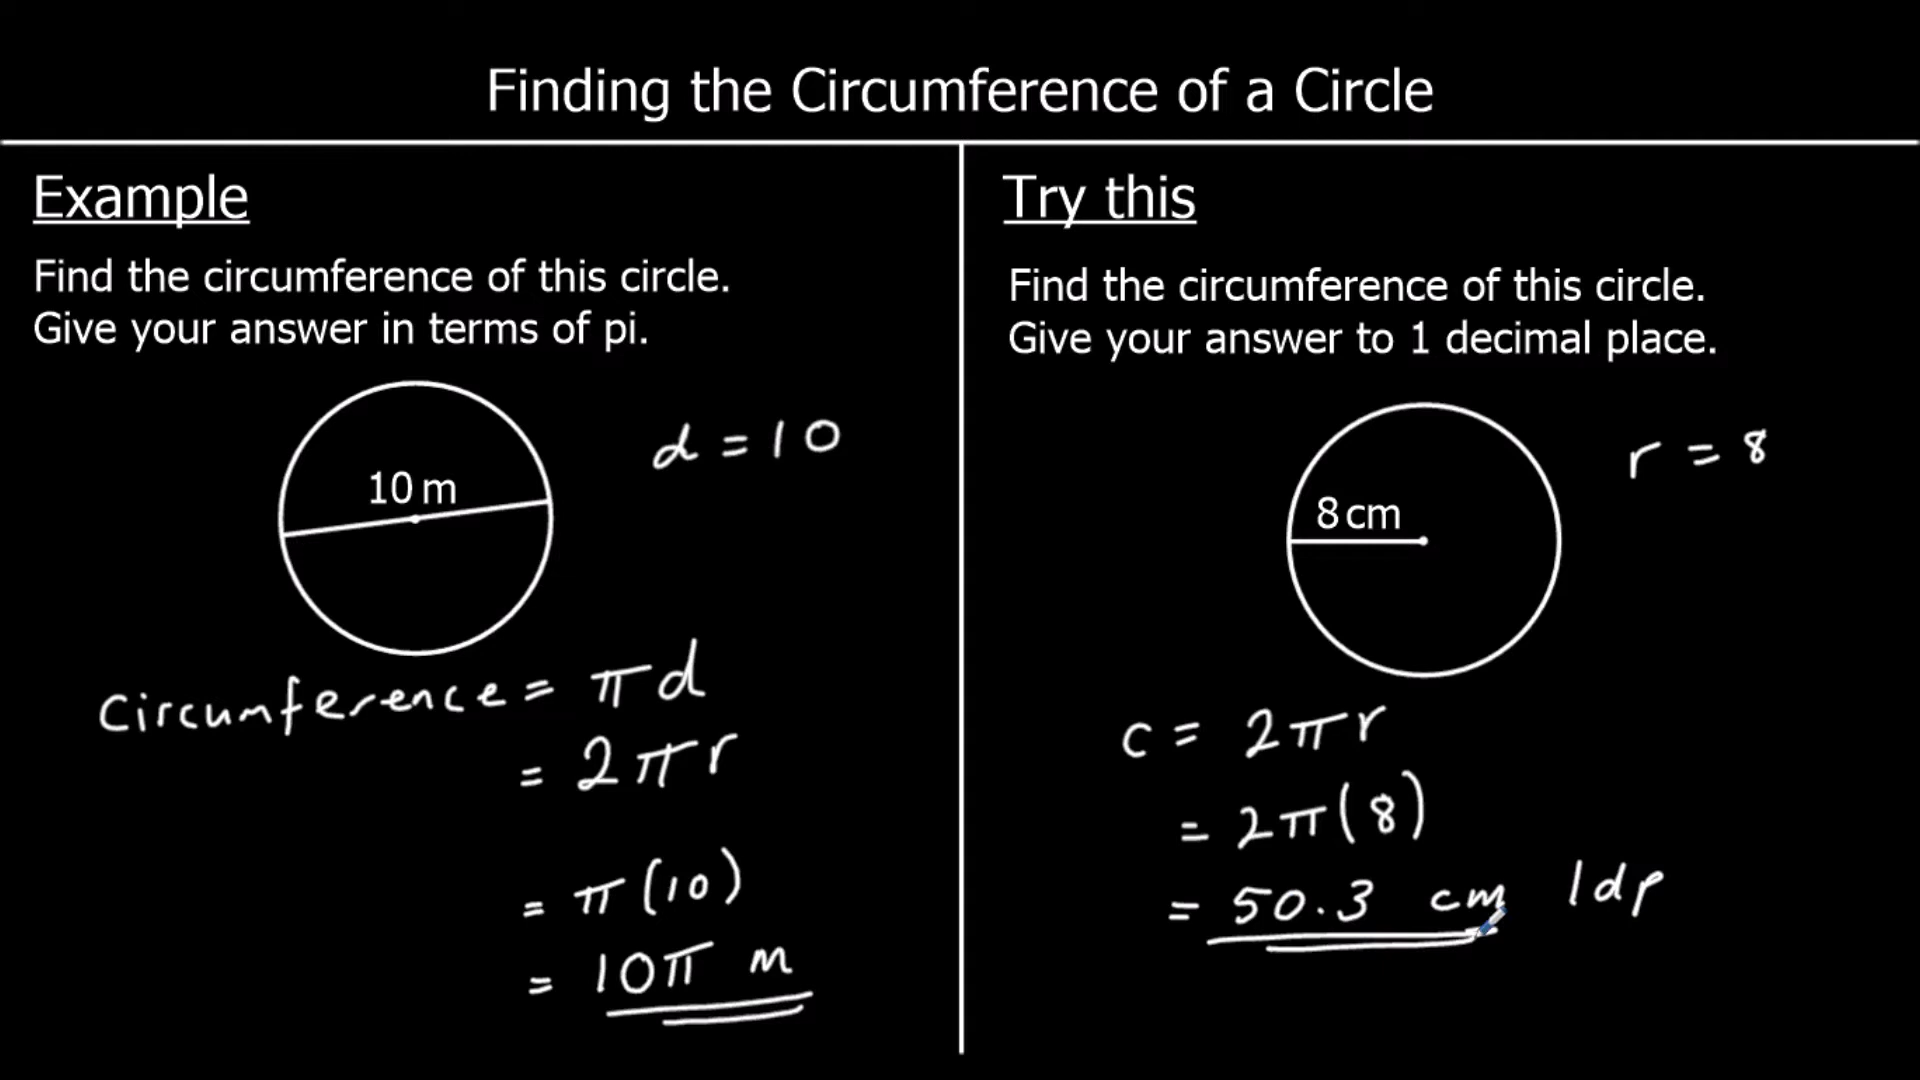 Finding the Circumference of a Circle
Example
Find the circumference of this circle.
Give your answer in terms of pi.
10 m
d = 10
Circumference = πd
= 2πr
= π(10)
= 10π m
Try this
Find the circumference of this circle.
Give your answer to 1 decimal place.
8 cm
r = 8
c = 2πr
= 2π(8)
= 50.3 cm 1dp